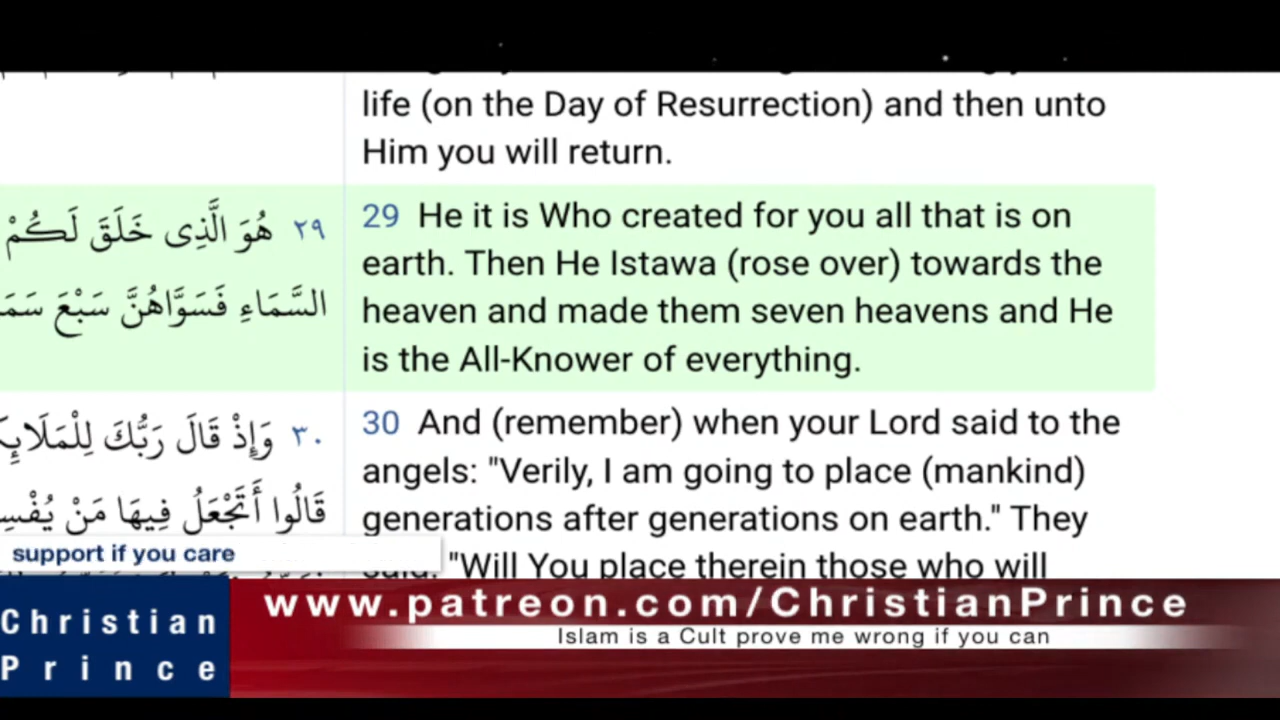 life (on the Day of Resurrection) and then unto
Him you will return.
٢٩ هُوَ الَّذِى خَلَقَ لَكُمْ
السَّمَاءِ فَسَوَّاهُنَّ سَبْعَ
29 He it is Who created for you all that is on
earth. Then He Istawa (rose over) towards the
heaven and made them seven heavens and He
is the All-Knower of everything.
٣٠ وَإِذْ قَالَ رَبُّكَ
قَالُوا أَتَجْعَلُ فِيهَا مَنْ
30 And (remember) when your Lord said to the
angels: "Verily, I am going to place (mankind)
generations after generations on earth." They
"Will You place therein those who will
support if you care
Christian
Prince
www.patreon.com/ChristianPrince
Islam is a Cult prove me wrong if you can